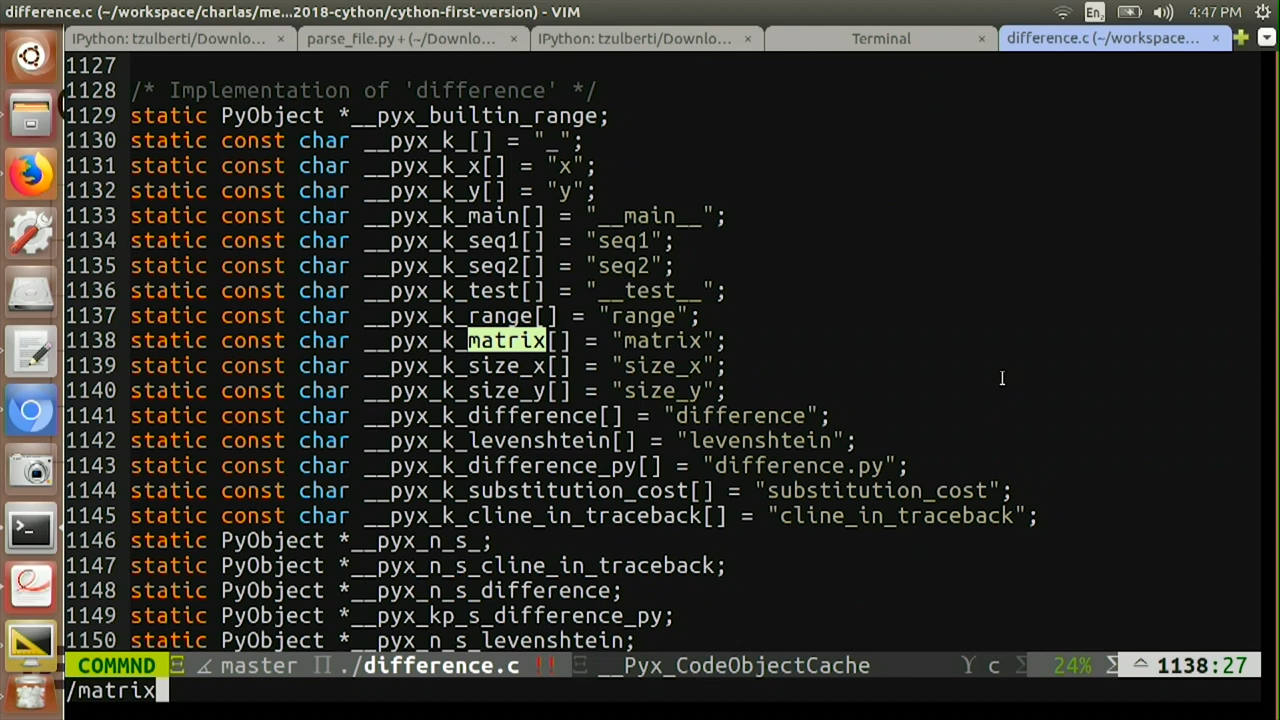 difference.c (~/workspace/charlas/me...2018-cython/cython-first-version) - VIM
En2 4:47 PM
IPython: tzulberti/Downlo... ×
parse_file.py + (~/Downlo... ×
IPython: tzulberti/Downlo... ×
Terminal ×
difference.c (~/workspace... ×
1127
1128 /* Implementation of 'difference' */
1129 static PyObject *__pyx_builtin_range;
1130 static const char __pyx_k_[] = "_";
1131 static const char __pyx_k_x[] = "x";
1132 static const char __pyx_k_y[] = "y";
1133 static const char __pyx_k_main[] = "__main__";
1134 static const char __pyx_k_seq1[] = "seq1";
1135 static const char __pyx_k_seq2[] = "seq2";
1136 static const char __pyx_k_test[] = "__test__";
1137 static const char __pyx_k_range[] = "range";
1138 static const char __pyx_k_matrix[] = "matrix";
1139 static const char __pyx_k_size_x[] = "size_x";
1140 static const char __pyx_k_size_y[] = "size_y";
1141 static const char __pyx_k_difference[] = "difference";
1142 static const char __pyx_k_levenshtein[] = "levenshtein";
1143 static const char __pyx_k_difference_py[] = "difference.py";
1144 static const char __pyx_k_substitution_cost[] = "substitution_cost";
1145 static const char __pyx_k_cline_in_traceback[] = "cline_in_traceback";
1146 static PyObject *__pyx_n_s_;
1147 static PyObject *__pyx_n_s_cline_in_traceback;
1148 static PyObject *__pyx_n_s_difference;
1149 static PyObject *__pyx_kp_s_difference_py;
1150 static PyObject *__pyx_n_s_levenshtein;
COMMND Ξ ∡ master Π ./difference.c !! Ξ __Pyx_CodeObjectCache ϒ c Σ 24% Σ 1138:27
/matrix